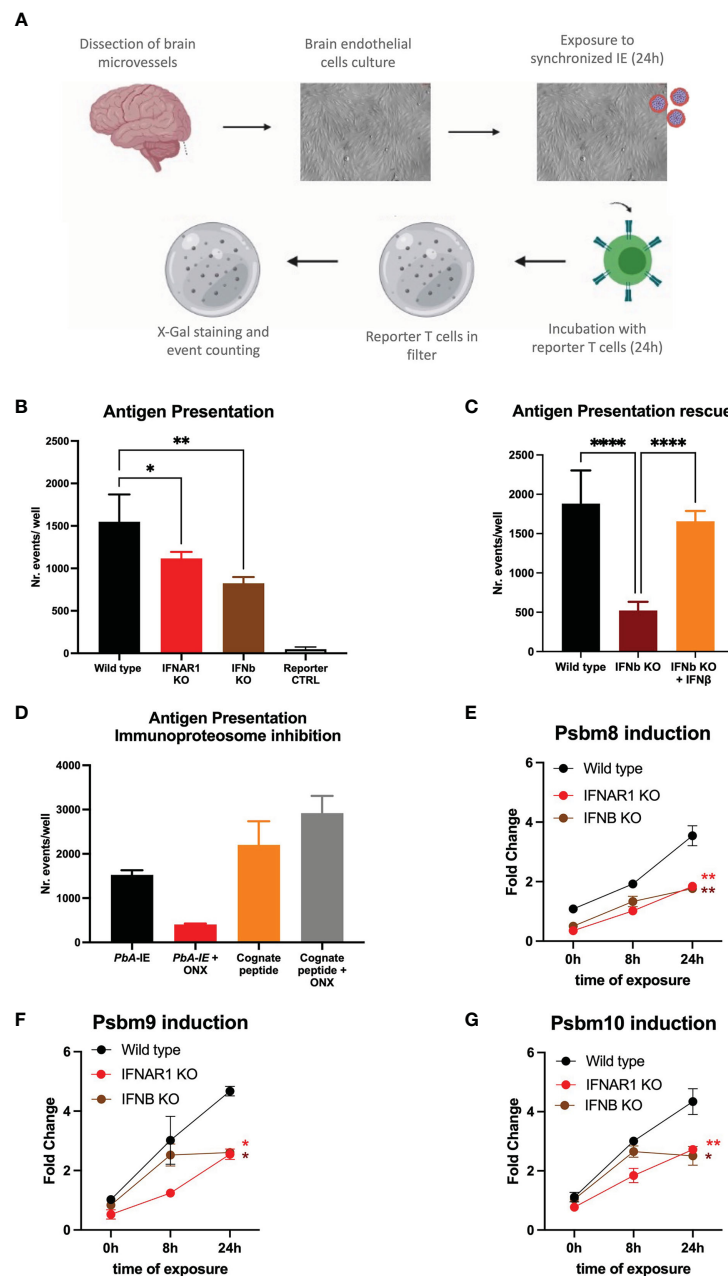 A
Dissection of brain
microvessels
Brain endothelial
cells culture
Exposure to
synchronized IE (24h)
X-Gal staining and
event counting
Reporter T cells in
filter
Incubation with
reporter T cells (24h)
B
Antigen Presentation
Nr. events/ well
2500
2000
1500
1000
500
0
**
*
Wild type
IFNAR1
KO
IFNb
KO
Reporter
CTRL
C
Antigen Presentation rescue
Nr. events/well
2500
2000
1500
1000
500
0
****
****
Wild type
IFNb KO
IFNb KO
+ IFNβ
D
Antigen Presentation
Immunoproteosome inhibition
Nr. events/well
4000
3000
2000
1000
0
PbA-IE
PbA-IE +
ONX
Cognate
peptide
Cognate
peptide +
ONX
E
Psbm8 induction
Wild type
IFNAR1 KO
IFNB KO
Fold Change
6
4
2
0
**
**
0h
8h
24h
time of exposure
F
Psbm9 induction
Wild type
IFNAR1 KO
IFNB KO
Fold Change
6
4
2
0
*
*
0h
8h
24h
time of exposure
G
Psbm10 induction
Wild type
IFNAR1 KO
IFNB KO
Fold Change
6
4
2
0
**
*
0h
8h
24h
time of exposure